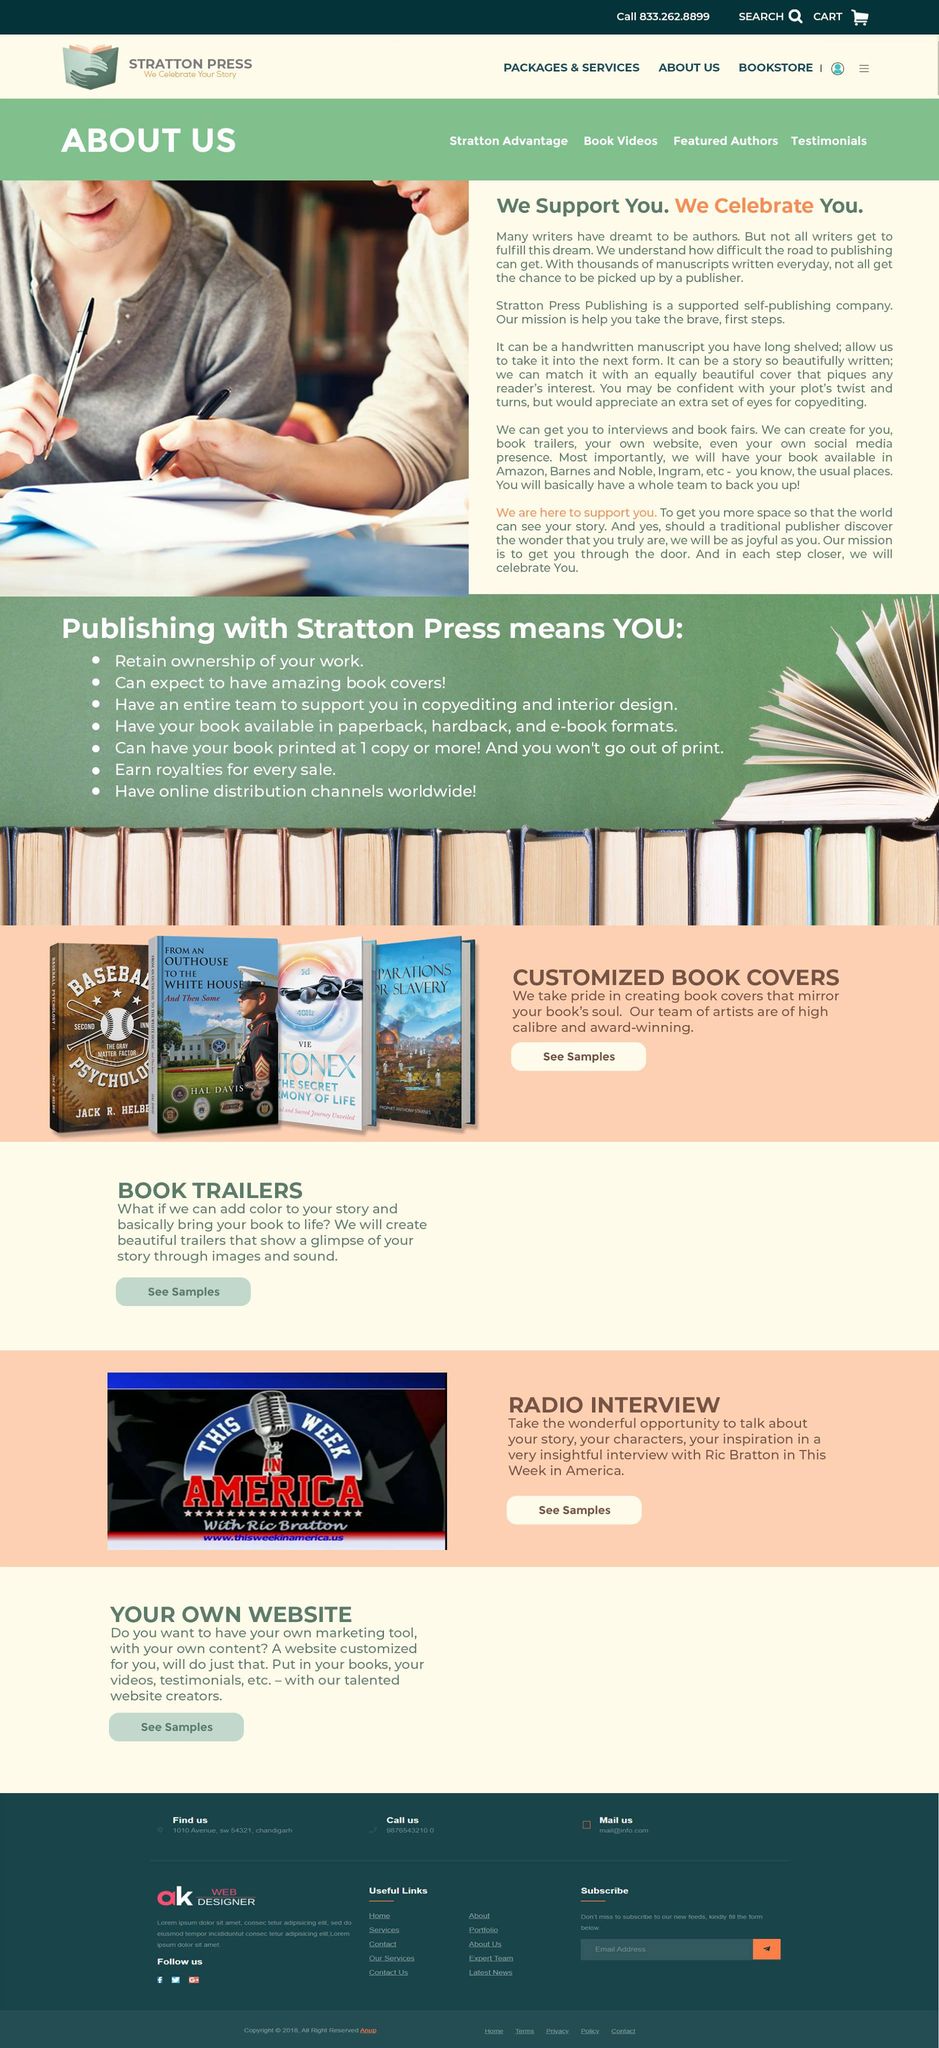 Call 833.262.8899 SEARCH CART
STRATTON PRESS
We Celebrate Your Story
PACKAGES & SERVICES ABOUT US BOOKSTORE
ABOUT US
Stratton Advantage Book Videos Featured Authors Testimonials
We Support You. We Celebrate You.
Many writers have dreamt to be authors. But not all writers get to
fulfill this dream. We understand how difficult the road to publishing
can get. With thousands of manuscripts written everyday, not all get
the chance to be picked up by a publisher.
Stratton Press Publishing is a supported self-publishing company.
Our mission is help you take the brave, first steps.
It can be a handwritten manuscript you have long shelved; allow us
to take it into the next form. It can be a story so beautifully written;
we can match it with an equally beautiful cover that piques any
reader's interest. You may be confident with your plot's twist and
turns, but would appreciate an extra set of eyes for copyediting.
We can get you to interviews and book fairs. We can create for you,
book trailers, your own website, even your own social media
presence. Most importantly, we will have your book available in
Amazon, Barnes and Noble, Ingram, etc - you know, the usual places.
You will basically have a whole team to back you up!
We are here to support you. To get you more space so that the world
can see your story. And yes, should a traditional publisher discover
the wonder that you truly are, we will be as joyful as you. Our mission
is to get you through the door. And in each step closer, we will
celebrate You.
Publishing with Stratton Press means YOU:
Retain ownership of your work.
Can expect to have amazing book covers!
Have an entire team to support you in copyediting and interior design.
Have your book available in paperback, hardback, and e-book formats.
Can have your book printed at 1 copy or more! And you won't go out of print.
Earn royalties for every sale.
Have online distribution channels worldwide!
BASEBA
SECOND INN
THE GRAY
MATTER FACTOR
PSYCHOLO
JACK R. HELBE
FROM AN
OUTHOUSE
TO THE
WHITE HOUSE
And Then Some
HAL DAVIS
VIE
TONEX
HE SECRET
MONY OF LIFE
and Sacred Journey Unveiled
PARATIONS
OR SLAVERY
CUSTOMIZED BOOK COVERS
We take pride in creating book covers that mirror
your book's soul. Our team of artists are of high
calibre and award-winning.
See Samples
BOOK TRAILERS
What if we can add color to your story and
basically bring your book to life? We will create
beautiful trailers that show a glimpse of your
story through images and sound.
See Samples
THIS WEEK
IN
AMERICA
With Ric Bratton
www.thisweekinamerica.us
RADIO INTERVIEW
Take the wonderful opportunity to talk about
your story, your characters, your inspiration in a
very insightful interview with Ric Bratton in This
Week in America.
See Samples
YOUR OWN WEBSITE
Do you want to have your own marketing tool,
with your own content? A website customized
for you, will do just that. Put in your books, your
videos, testimonials, etc. – with our talented
website creators.
See Samples
Find us
1010 Avenue, sw 54321, chandigarh
Call us
9876543210 0
Mail us
mail@info.com
ak WEB
DESIGNER
Lorem ipsum dolor sit amet, consec tetur adipisicing elit, sed do
eiusmod tempor incididuntut consec tetur adipisicing elit,Lorem
ipsum dolor sit amet.
Follow us
Useful Links
Home About
Services Portfolio
Contact About Us
Our Services Expert Team
Contact Us Latest News
Subscribe
Don't miss to subscribe to our new feeds, kindly fill the form
below.
Email Address
Copyright © 2018, All Right Reserved Anup
Home Terms Privacy Policy Contact